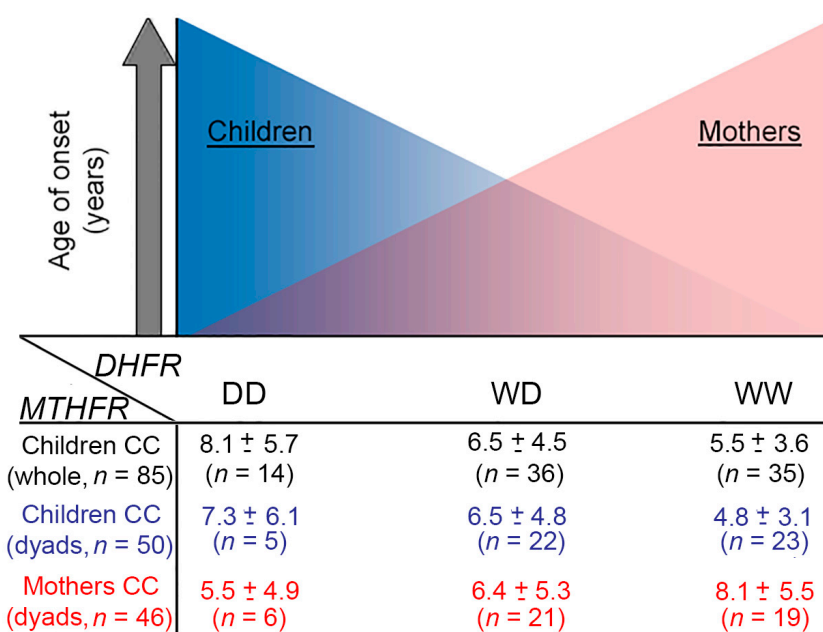 Age of onset
(years)
Children
Mothers
DHFR
MTHFR
DD WD WW
Children CC 8.1 ± 5.7 6.5 ± 4.5 5.5 ± 3.6
(whole, n = 85) (n = 14) (n = 36) (n = 35)
Children CC 7.3 ± 6.1 6.5 ± 4.8 4.8 ± 3.1
(dyads, n = 50) (n = 5) (n = 22) (n = 23)
Mothers CC 5.5 ± 4.9 6.4 ± 5.3 8.1 ± 5.5
(dyads, n = 46) (n = 6) (n = 21) (n = 19)